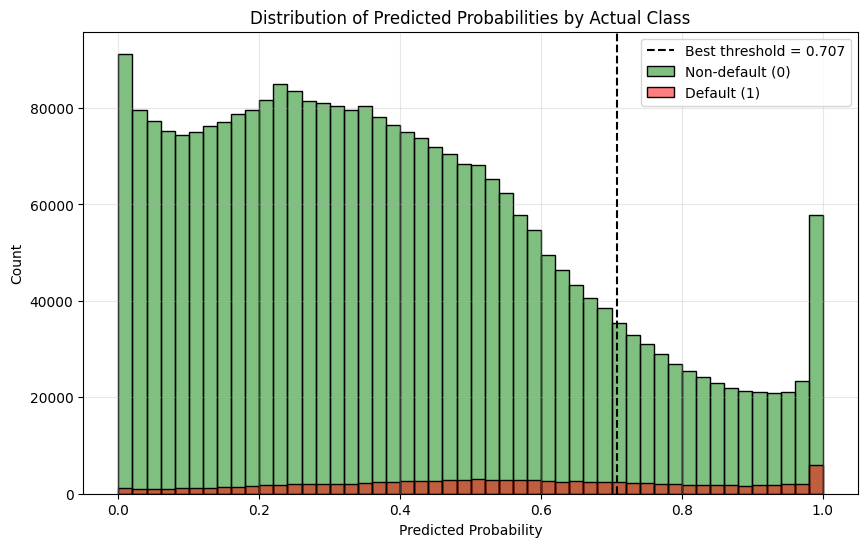 Distribution of Predicted Probabilities by Actual Class
Best threshold = 0.707
Non-default (0)
Default (1)
Count
80000
60000
40000
20000
0
0.0 0.2 0.4 0.6 0.8 1.0
Predicted Probability